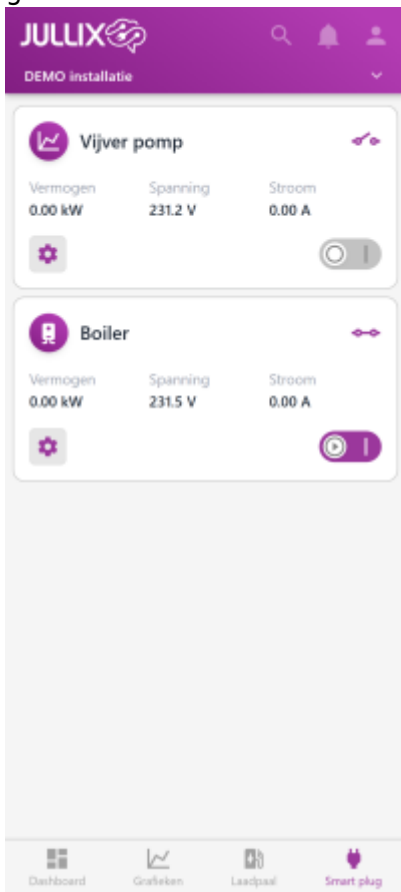 JULLIX
DEMO installatie
Vijver pomp
Vermogen Spanning Stroom
0.00 kW 231.2 V 0.00 A
Boiler
Vermogen Spanning Stroom
0.00 kW 231.5 V 0.00 A
Dashboard Grafieken Laadpaal Smart plug